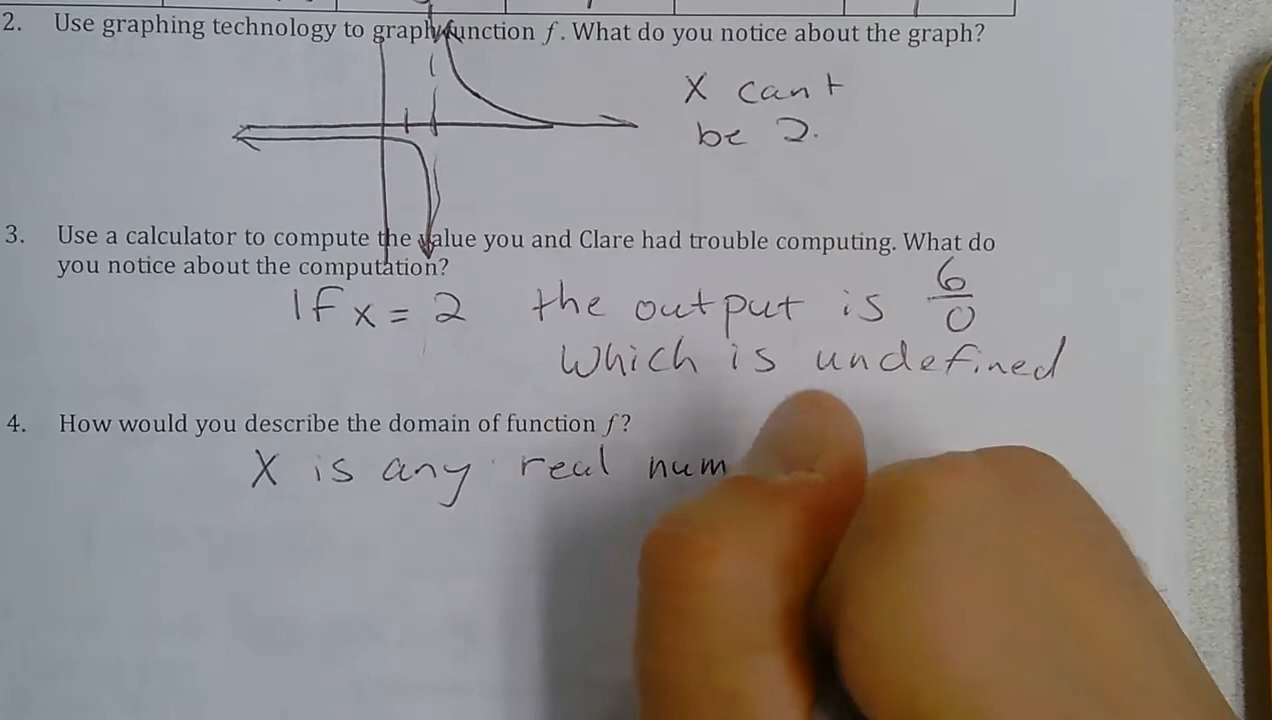 2. Use graphing technology to graph function f. What do you notice about the graph?
X can't
be 2.
3. Use a calculator to compute the value you and Clare had trouble computing. What do
you notice about the computation?
If x = 2 the output is 6/0
which is undefined
4. How would you describe the domain of function f?
X is any real num